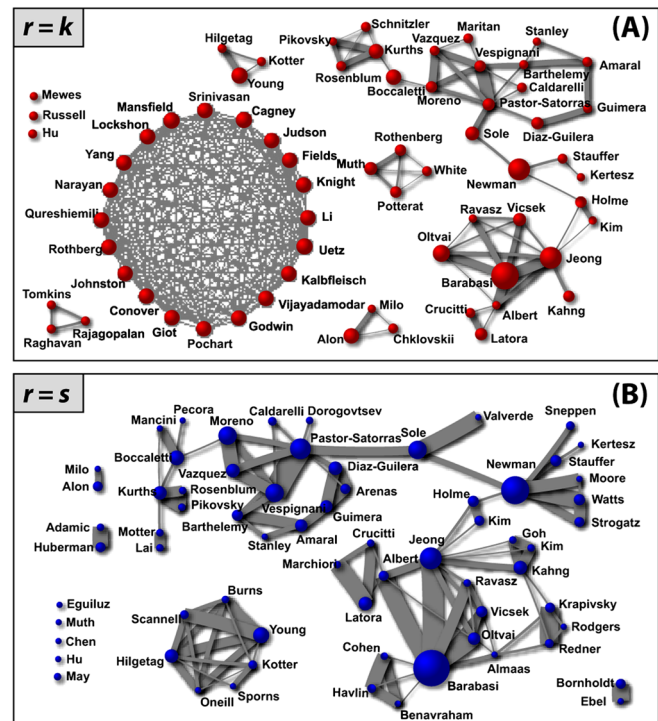 r = k
(A)
Hilgetag
Kotter
Young
Schnitzler
Pikovsky
Kurths
Rosenblum
Boccaletti
Maritan
Vazquez
Stanley
Vespignani
Amaral
Barthelemy
Caldarelli
Moreno
Pastor-Satorras
Guimera
Diaz-Guilera
Sole
Mewes
Russell
Hu
Srinivasan
Mansfield
Cagney
Lockshon
Judson
Yang
Fields
Narayan
Knight
Qureshiemili
Li
Rothberg
Uetz
Johnston
Kalbfleisch
Conover
Vijayadamodar
Giot
Godwin
Pochart
Rothenberg
Muth
White
Potterat
Newman
Stauffer
Kertesz
Holme
Kim
Ravasz
Vicsek
Oltvai
Jeong
Barabasi
Kahng
Albert
Crucitti
Latora
Tomkins
Raghavan
Rajagopalan
Milo
Alon
Chklovskii
r = s
(B)
Pecora
Mancini
Moreno
Caldarelli
Dorogovtsev
Sole
Valverde
Sneppen
Pastor-Satorras
Boccaletti
Kertesz
Stauffer
Milo
Alon
Vazquez
Diaz-Guilera
Newman
Moore
Kurths
Rosenblum
Arenas
Watts
Pikovsky
Vespignani
Guimera
Holme
Strogatz
Adamic
Huberman
Motter
Lai
Barthelemy
Amaral
Stanley
Kim
Crucitti
Jeong
Goh
Kim
Marchiori
Albert
Kahng
Latora
Ravasz
Vicsek
Krapivsky
Oltvai
Rodgers
Redner
Almaas
Eguiluz
Muth
Chen
Hu
May
Burns
Scannell
Young
Hilgetag
Kotter
Sporns
Oneill
Cohen
Havlin
Barabasi
Benavraham
Bornholdt
Ebel